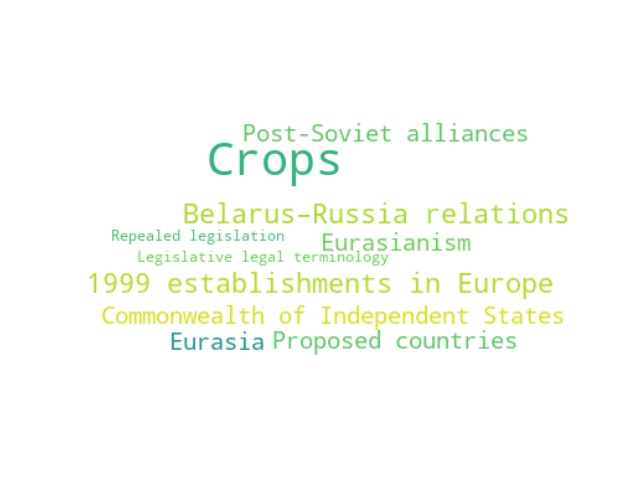 Post-Soviet alliances
Crops
Belarus–Russia relations
Repealed legislation
Eurasianism
Legislative legal terminology
1999 establishments in Europe
Commonwealth of Independent States
Eurasia
Proposed countries